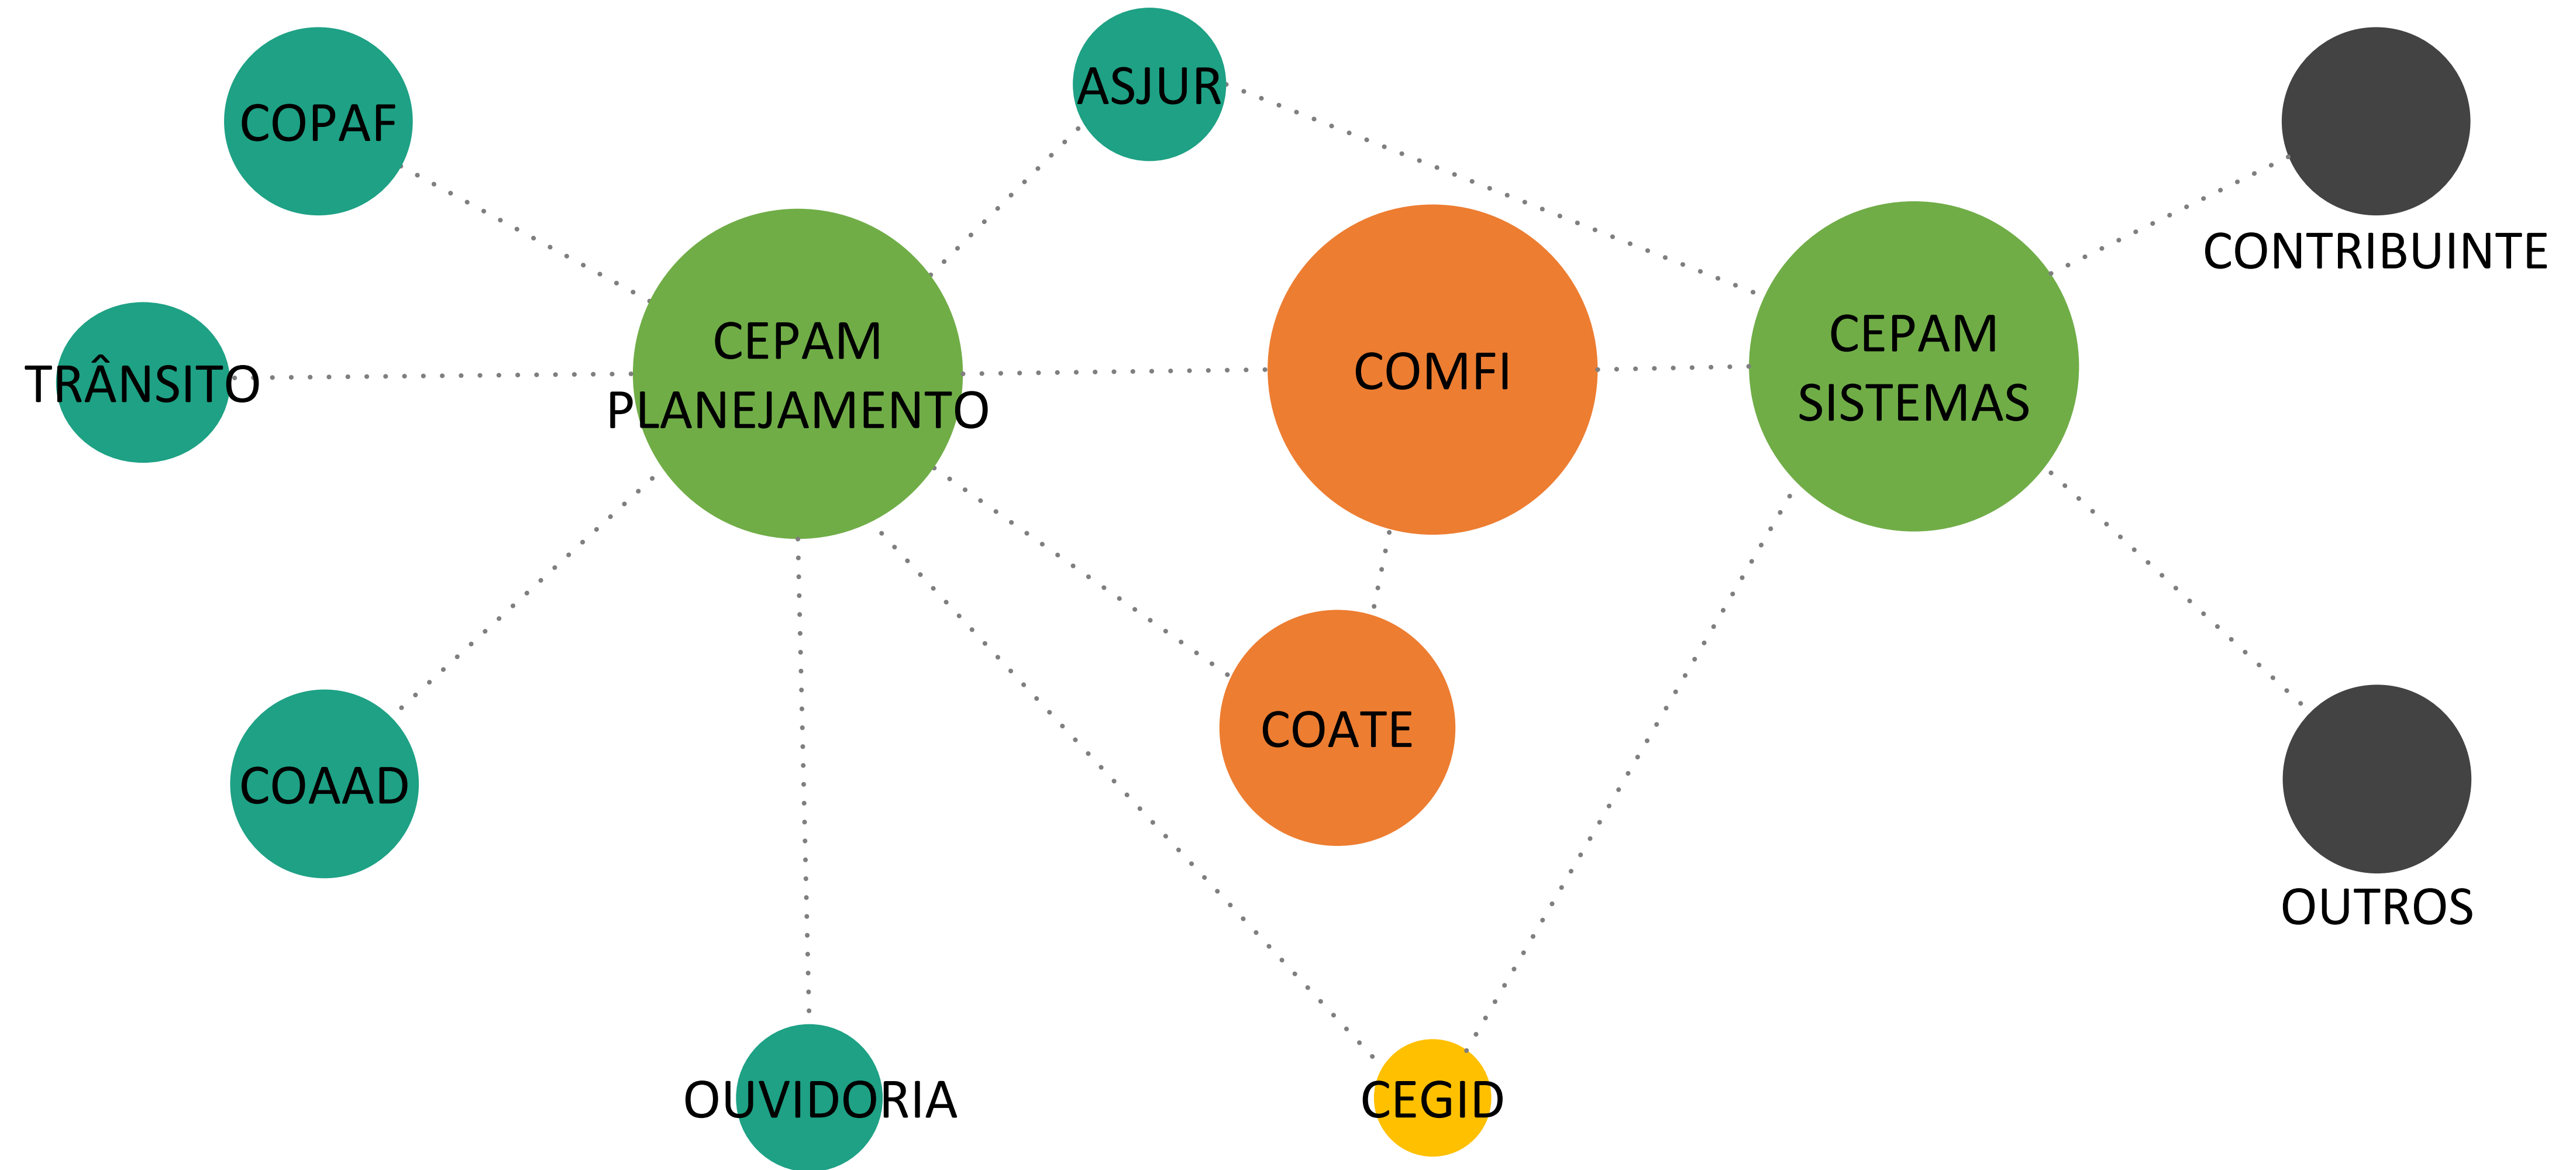 COPAF
ASJUR
CONTRIBUINTE
TRÂNSITO
CEPAM
PLANEJAMENTO
COMFI
CEPAM
SISTEMAS
COAAD
COATE
OUTROS
OUVIDORIA
CEGID